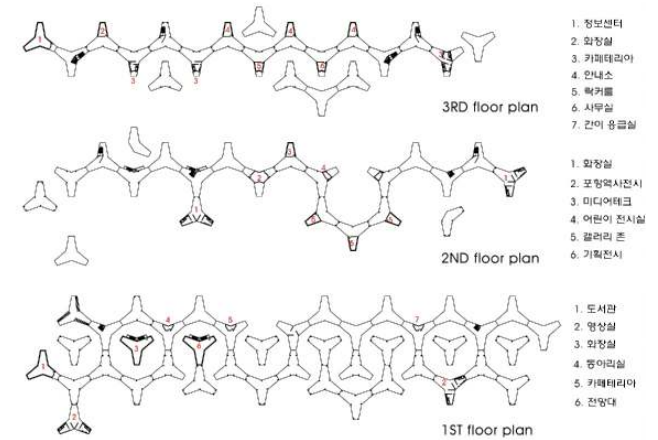 1. 정보센터
2. 화장실
3. 카페테리아
4. 안내소
5. 락커룸
6. 사무실
7. 간이 응급실
3RD floor plan
1. 화장실
2. 포항역사전시
3. 미디어테크
4. 어린이 전시실
5. 갤러리 존
6. 기획전시
2ND floor plan
1. 도서관
2. 영상실
3. 화장실
4. 동아리실
5. 카페테리아
6. 전망대
1ST floor plan